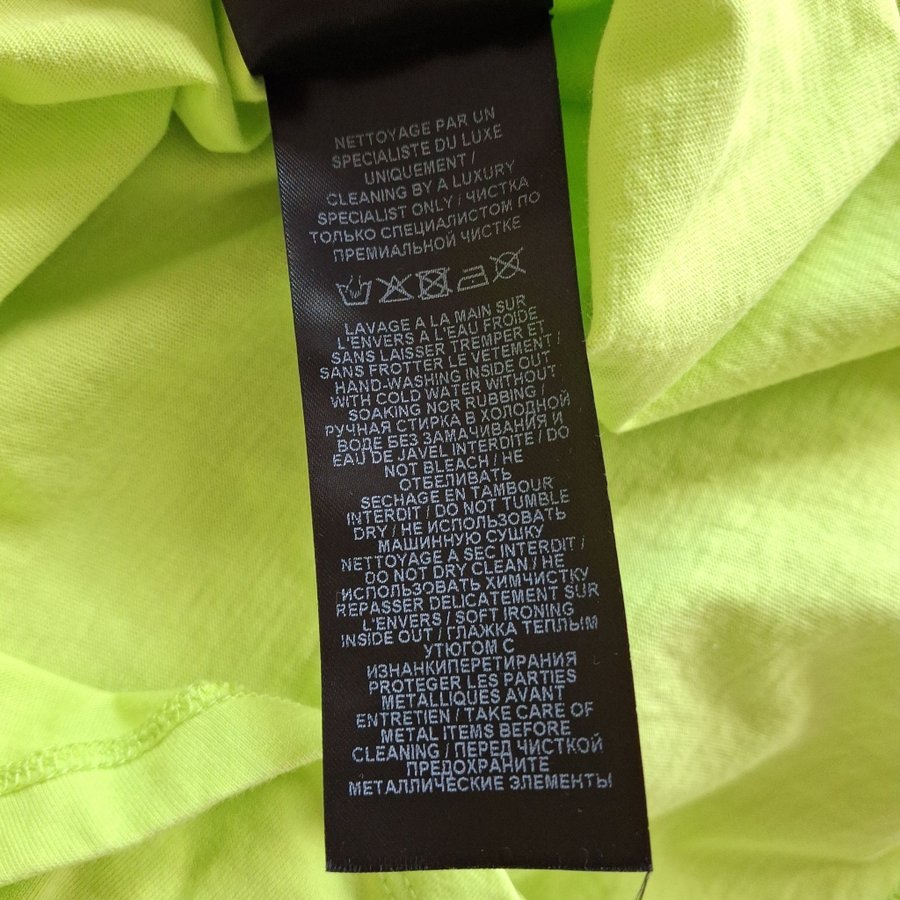 NETTOYAGE PAR UN
SPECIALISTE DU LUXE
UNIQUEMENT /
CLEANING BY A LUXURY
SPECIALIST ONLY / ЧИСТКА
ТОЛЬКО СПЕЦИАЛИСТОМ ПО
ПРЕМИАЛЬНОЙ ЧИСТКЕ
LAVAGE A LA MAIN SUR
L'ENVERS A L'EAU FROIDE
SANS LAISSER TREMPER ET
SANS FROTTER LE VETEMENT /
HAND-WASHING INSIDE OUT
WITH COLD WATER WITHOUT
SOAKING NOR RUBBING /
РУЧНАЯ СТИРКА В ХОЛОДНОЙ
ВОДЕ БЕЗ ЗАМАЧИВАНИЯ И
EAU DE JAVEL INTERDITE / DO
NOT BLEACH / НЕ
ОТБЕЛИВАТЬ
SECHAGE EN TAMBOUR
INTERDIT / DO NOT TUMBLE
DRY / НЕ ИСПОЛЬЗОВАТЬ
МАШИННУЮ СУШКУ
NETTOYAGE A SEC INTERDIT /
DO NOT DRY CLEAN / НЕ
ИСПОЛЬЗОВАТЬ ХИМЧИСТКУ
REPASSER DELICATEMENT SUR
L'ENVERS / SOFT IRONING
INSIDE OUT / ГЛАЖКА ТЕПЛЫМ
УТЮГОМ С
ИЗНАНКИПЕРЕТИРАНИЯ
PROTEGER LES PARTIES
METALLIQUES AVANT
ENTRETIEN / TAKE CARE OF
METAL ITEMS BEFORE
CLEANING / ПЕРЕД ЧИСТКОЙ
ПРЕДОХРАНИТЕ
МЕТАЛЛИЧЕСКИЕ ЭЛЕМЕНТЫ